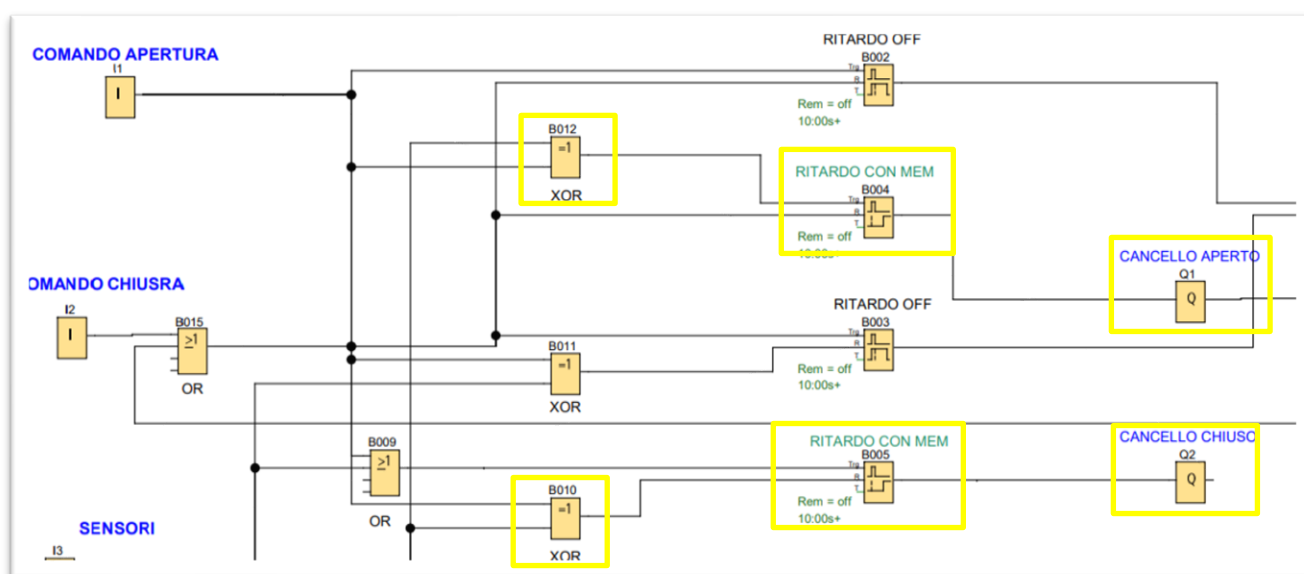 RITARDO OFF
COMANDO APERTURA
B002
I1
Trg
R
T
I
Rem = off
10:00s+
B012
=1
XOR
RITARDO CON MEM
B004
Trg
R
T
Rem = off
10:00s+
CANCELLO APERTO
Q1
Q
OMANDO CHIUSRA
I2
I
B015
≥1
OR
RITARDO OFF
B003
Trg
R
T
Rem = off
10:00s+
B011
=1
XOR
B009
≥1
OR
RITARDO CON MEM
B005
Trg
R
T
Rem = off
10:00s+
CANCELLO CHIUSO
Q2
Q
B010
=1
XOR
SENSORI
I3